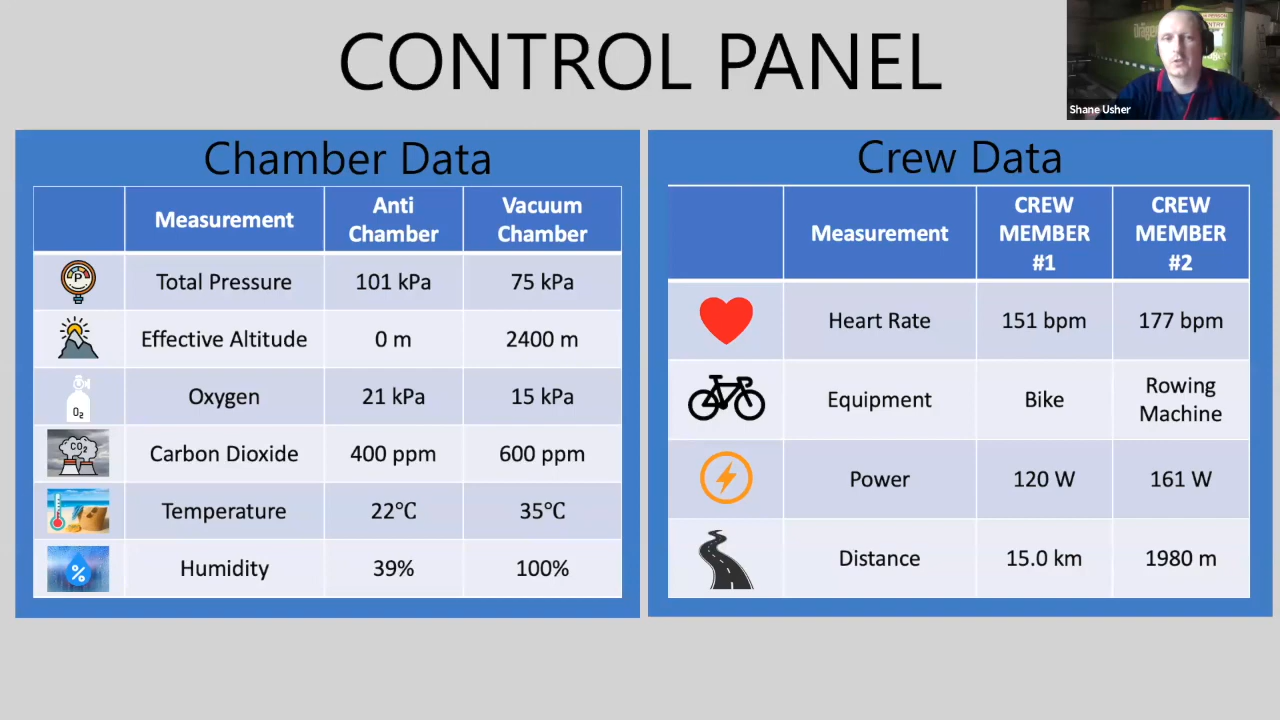 CONTROL PANEL
Shane Usher
Chamber Data
Measurement
Anti
Chamber
Vacuum
Chamber
P
Total Pressure
101 kPa
75 kPa
Effective Altitude
0 m
2400 m
O₂
Oxygen
21 kPa
15 kPa
CO₂
Carbon Dioxide
400 ppm
600 ppm
Temperature
22℃
35℃
%
Humidity
39%
100%
Crew Data
Measurement
CREW
MEMBER
#1
CREW
MEMBER
#2
Heart Rate
151 bpm
177 bpm
Equipment
Bike
Rowing
Machine
Power
120 W
161 W
Distance
15.0 km
1980 m